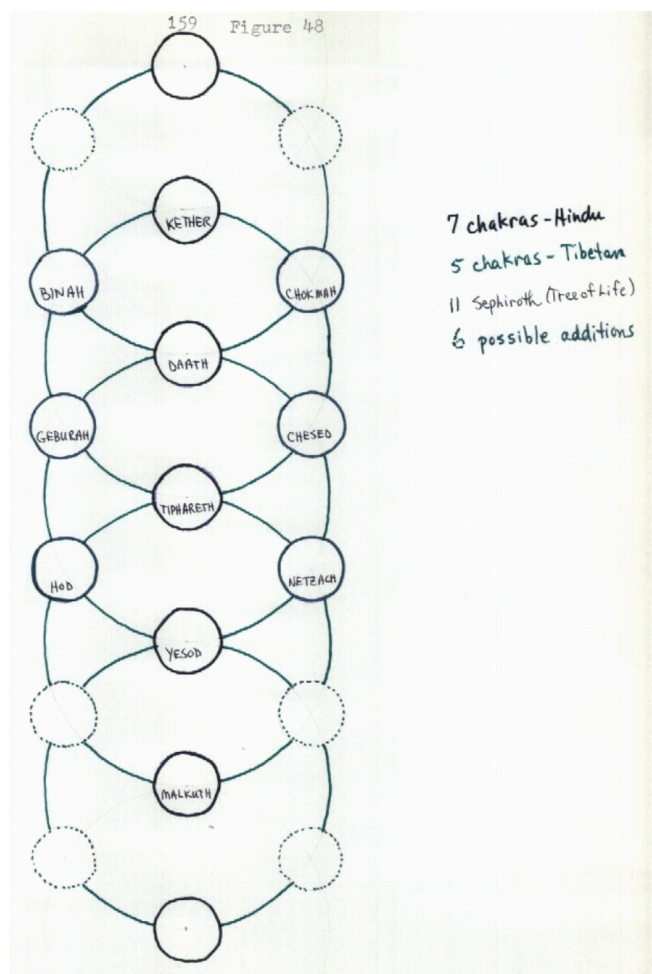 159 Figure 48
KETHER
BINAH CHOKMAH
DAATH
GEBURAH CHESED
TIPHARETH
HOD NETZACH
YESOD
MALKUTH
7 chakras - Hindu
5 chakras - Tibetan
11 Sephiroth (Tree of Life)
6 possible additions